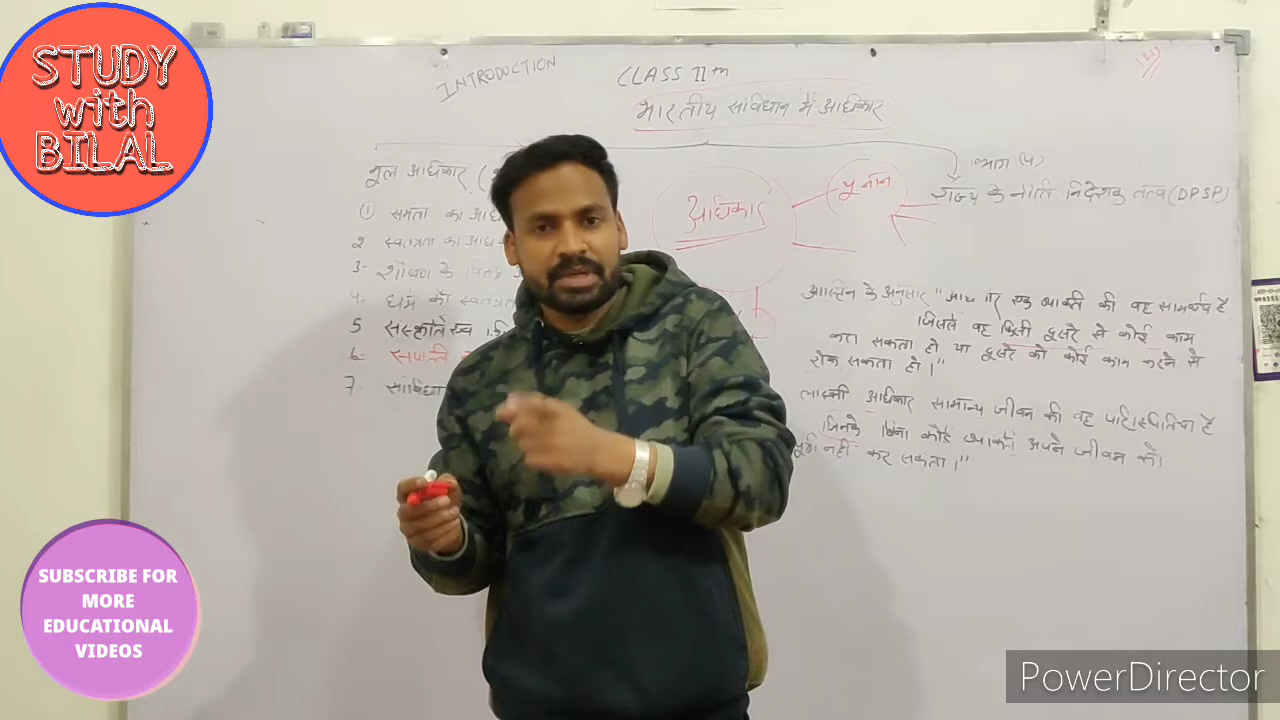 STUDY
with
BILAL
INTRODUCTION
CLASS 11th
भारतीय संविधान में अधिकार
मूल अधिकार (
① समता का अधि
2 स्वतंत्रता का अधि
3- शोषण के विरुद्ध
4- धर्म की स्वतंत्रता
5
6-
7- संविधा
अधिकार
यूनान
भाग (4)
राज्य के नीति निदेशक तत्व (DPSP)
के अनुसार " एक व्यक्ति की वह सामर्थ्य है
जिससे वह किसी दूसरे से कोई काम
करा सकता हो या दूसरे को कोई काम करने से
रोक सकता हो।"
लास्की अधिकार सामान्य जीवन की वह परिस्थितियां है
जिनके बिना कोई व्यक्ति अपने जीवन को
नहीं कर सकता।"
SUBSCRIBE FOR
MORE
EDUCATIONAL
VIDEOS
PowerDirector